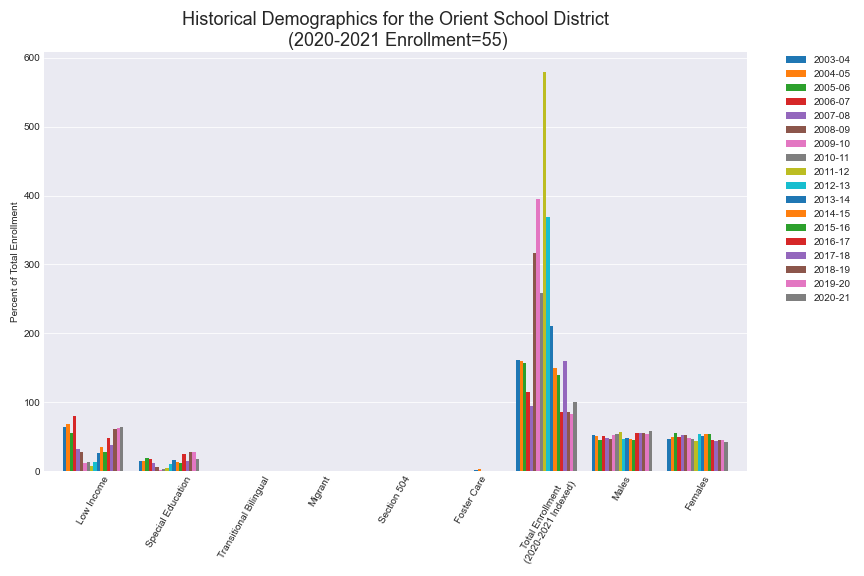 Historical Demographics for the Orient School District
(2020-2021 Enrollment=55)
Percent of Total Enrollment
600
500
400
300
200
100
0
Low Income
Special Education
Transitional Bilingual
Migrant
Section 504
Foster Care
Total Enrollment
(2020-2021 Indexed)
Males
Females
2003-04
2004-05
2005-06
2006-07
2007-08
2008-09
2009-10
2010-11
2011-12
2012-13
2013-14
2014-15
2015-16
2016-17
2017-18
2018-19
2019-20
2020-21